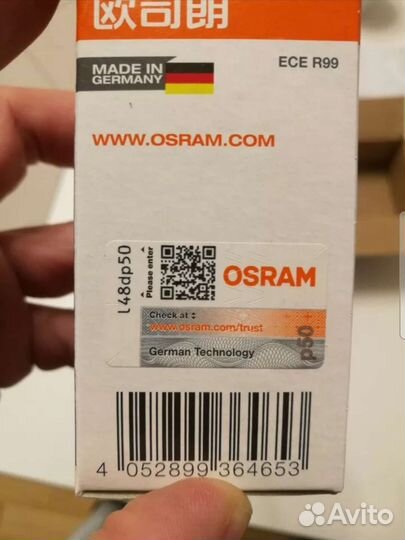 欧司朗
MADE IN
GERMANY
ECE R99
WWW.OSRAM.COM
l48dp50
Please enter
OSRAM
Check at
www.osram.com/trust
p50
German Technology
4 052899 364653
Avito